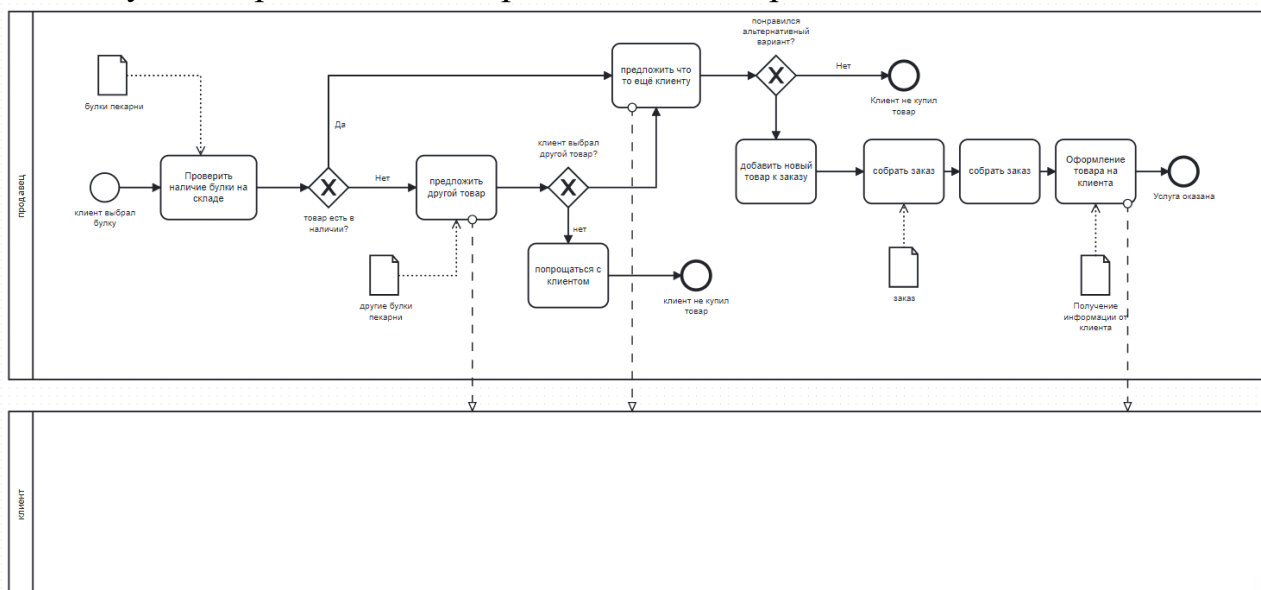 продавец
булки пекарни
клиент выбрал
булку
Проверить
наличие булки на
складе
товар есть в
наличии?
Да
Нет
предложить
другой товар
другие булки
пекарни
клиент выбрал
другой товар?
нет
попрощаться с
клиентом
клиент не купил
товар
предложить что
то ещё клиенту
понравился
альтернативный
вариант?
Нет
Клиент не купил
товар
добавить новый
товар к заказу
собрать заказ
заказ
собрать заказ
Оформление
товара на
клиента
Получение
информации от
клиента
Услуга оказана
клиент